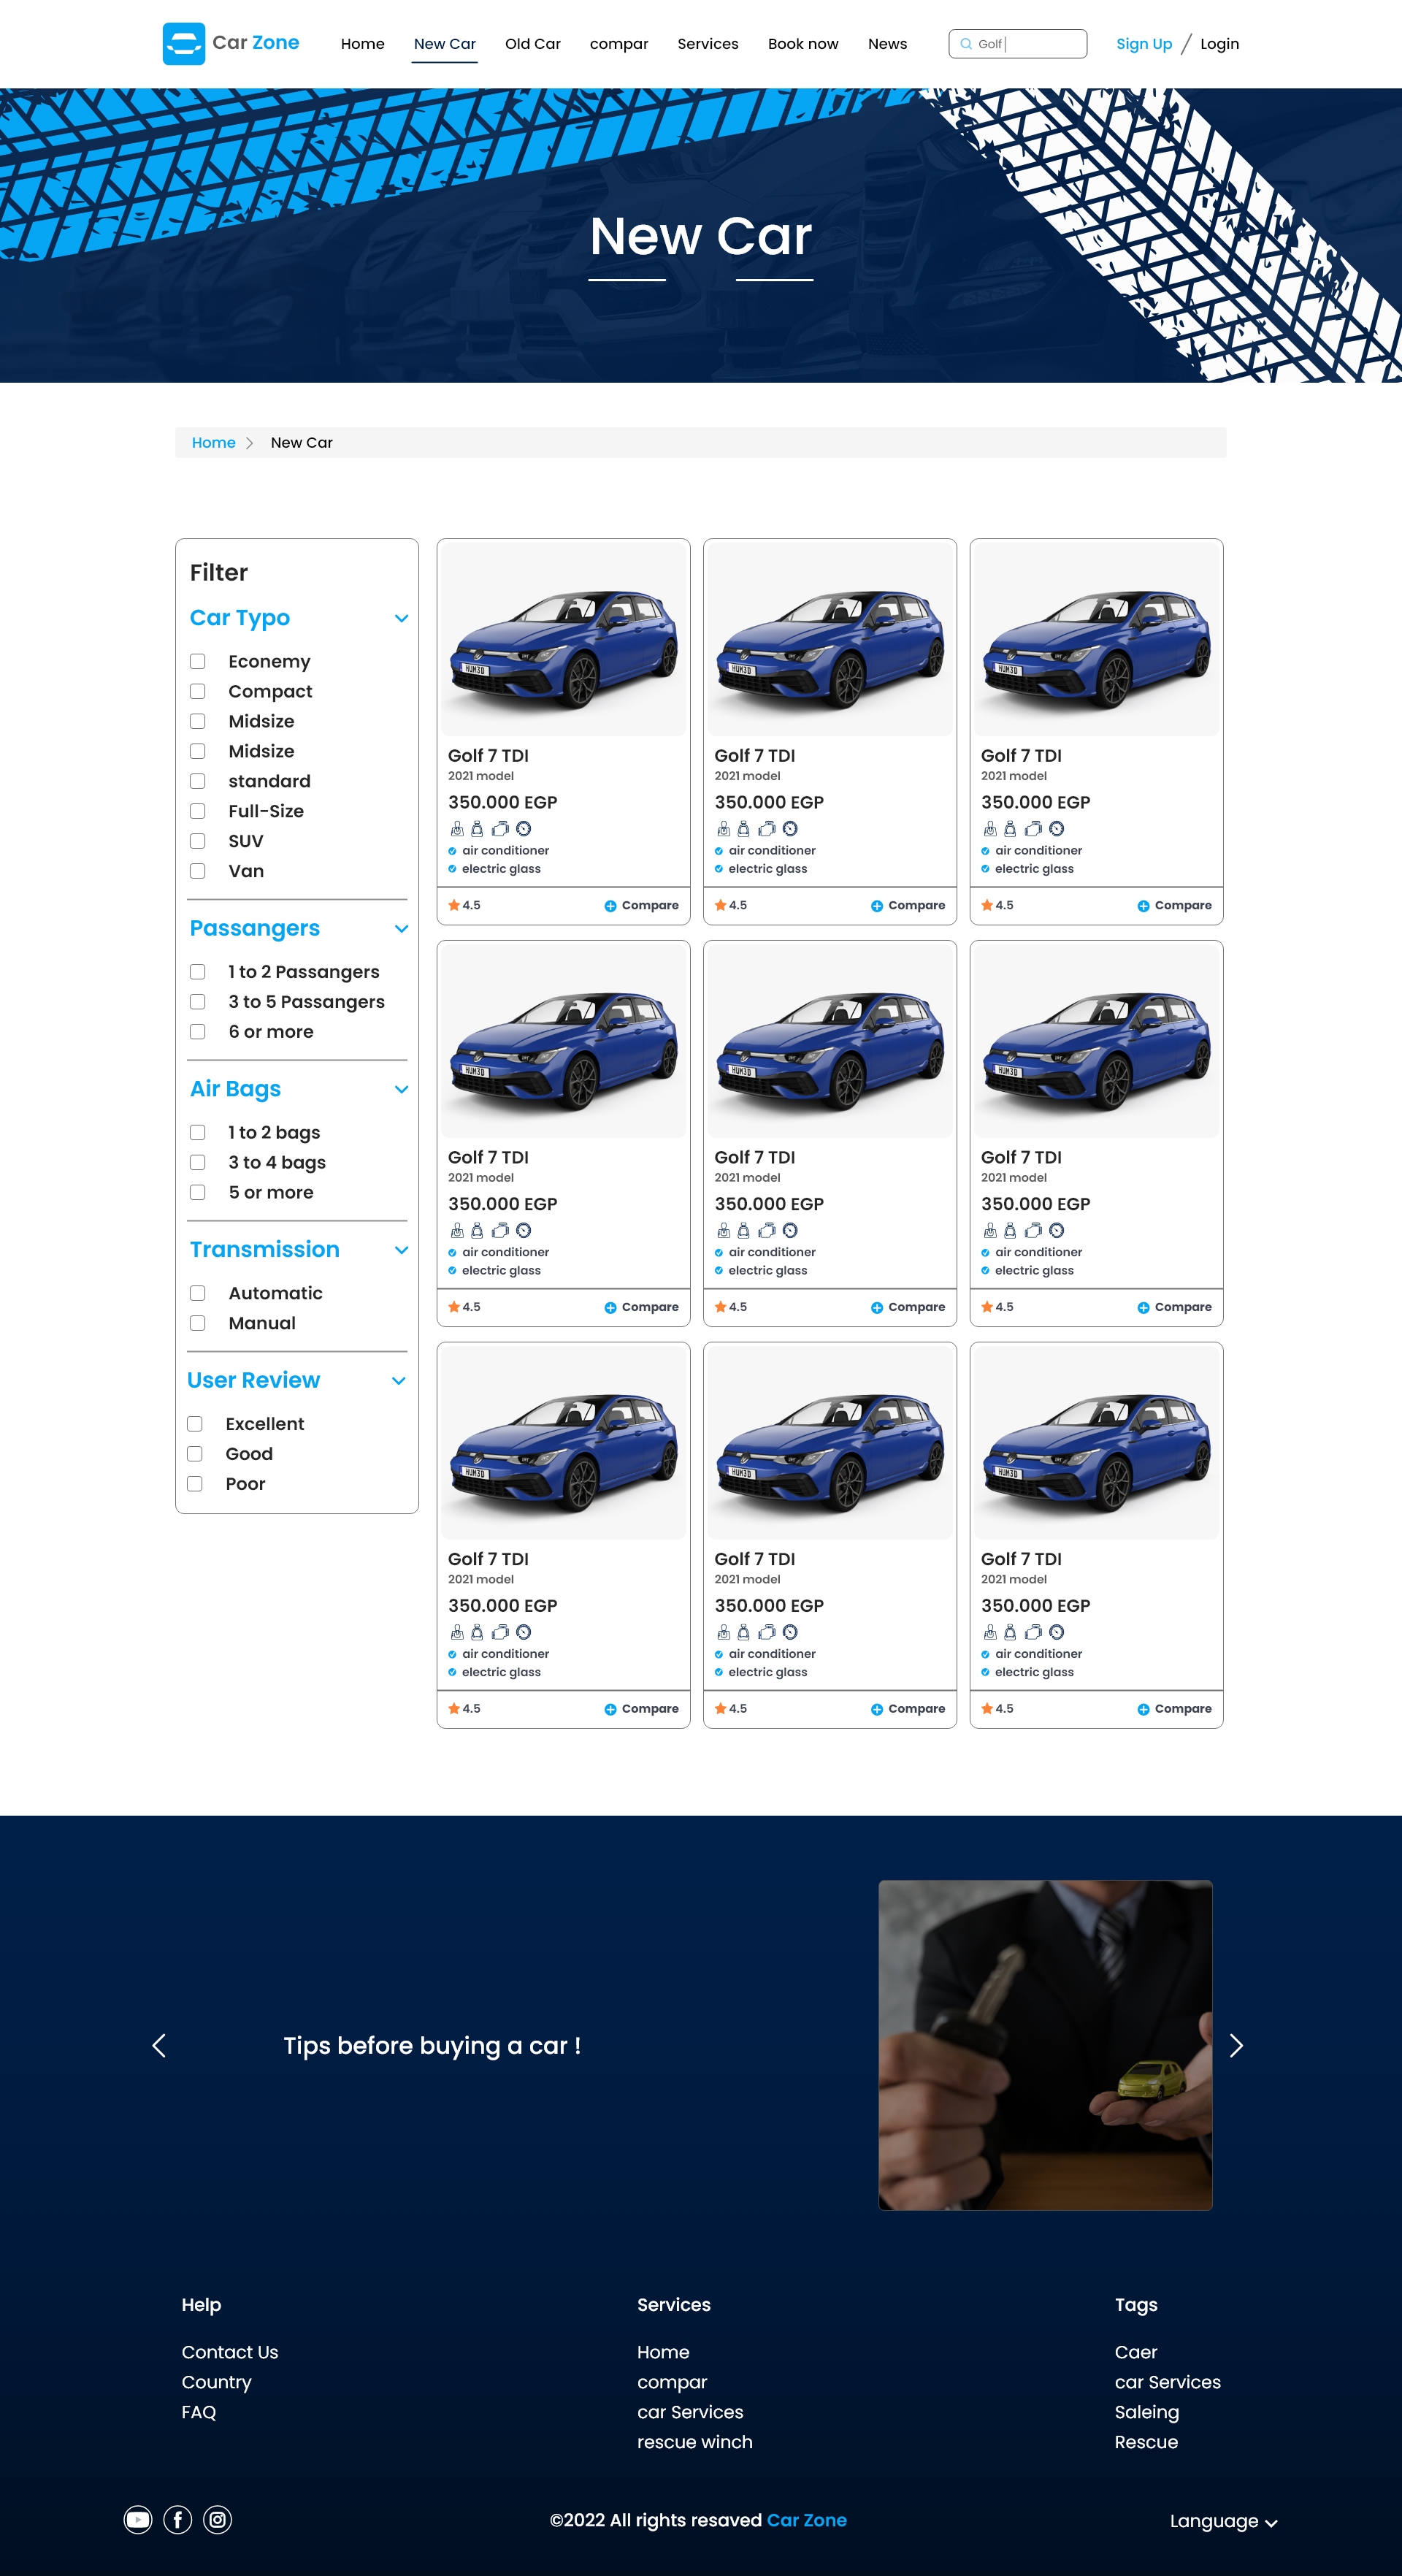 Car Zone
Home New Car Old Car compar Services Book now News Golf Sign Up / Login
New Car
Home > New Car
Filter
Car Typo
Econemy
Compact
Midsize
Midsize
standard
Full-Size
SUV
Van
Passangers
1 to 2 Passangers
3 to 5 Passangers
6 or more
Air Bags
1 to 2 bags
3 to 4 bags
5 or more
Transmission
Automatic
Manual
User Review
Excellent
Good
Poor
HUM3D HUM3D HUM3D
Golf 7 TDI Golf 7 TDI Golf 7 TDI
2021 model 2021 model 2021 model
350.000 EGP 350.000 EGP 350.000 EGP
air conditioner air conditioner air conditioner
electric glass electric glass electric glass
4.5 Compare 4.5 Compare 4.5 Compare
HUM3D HUM3D HUM3D
Golf 7 TDI Golf 7 TDI Golf 7 TDI
2021 model 2021 model 2021 model
350.000 EGP 350.000 EGP 350.000 EGP
air conditioner air conditioner air conditioner
electric glass electric glass electric glass
4.5 Compare 4.5 Compare 4.5 Compare
HUM3D HUM3D HUM3D
Golf 7 TDI Golf 7 TDI Golf 7 TDI
2021 model 2021 model 2021 model
350.000 EGP 350.000 EGP 350.000 EGP
air conditioner air conditioner air conditioner
electric glass electric glass electric glass
4.5 Compare 4.5 Compare 4.5 Compare
Tips before buying a car !
Help
Contact Us
Country
FAQ
Services
Home
compar
car Services
rescue winch
Tags
Caer
car Services
Saleing
Rescue
©2022 All rights resaved Car Zone
Language